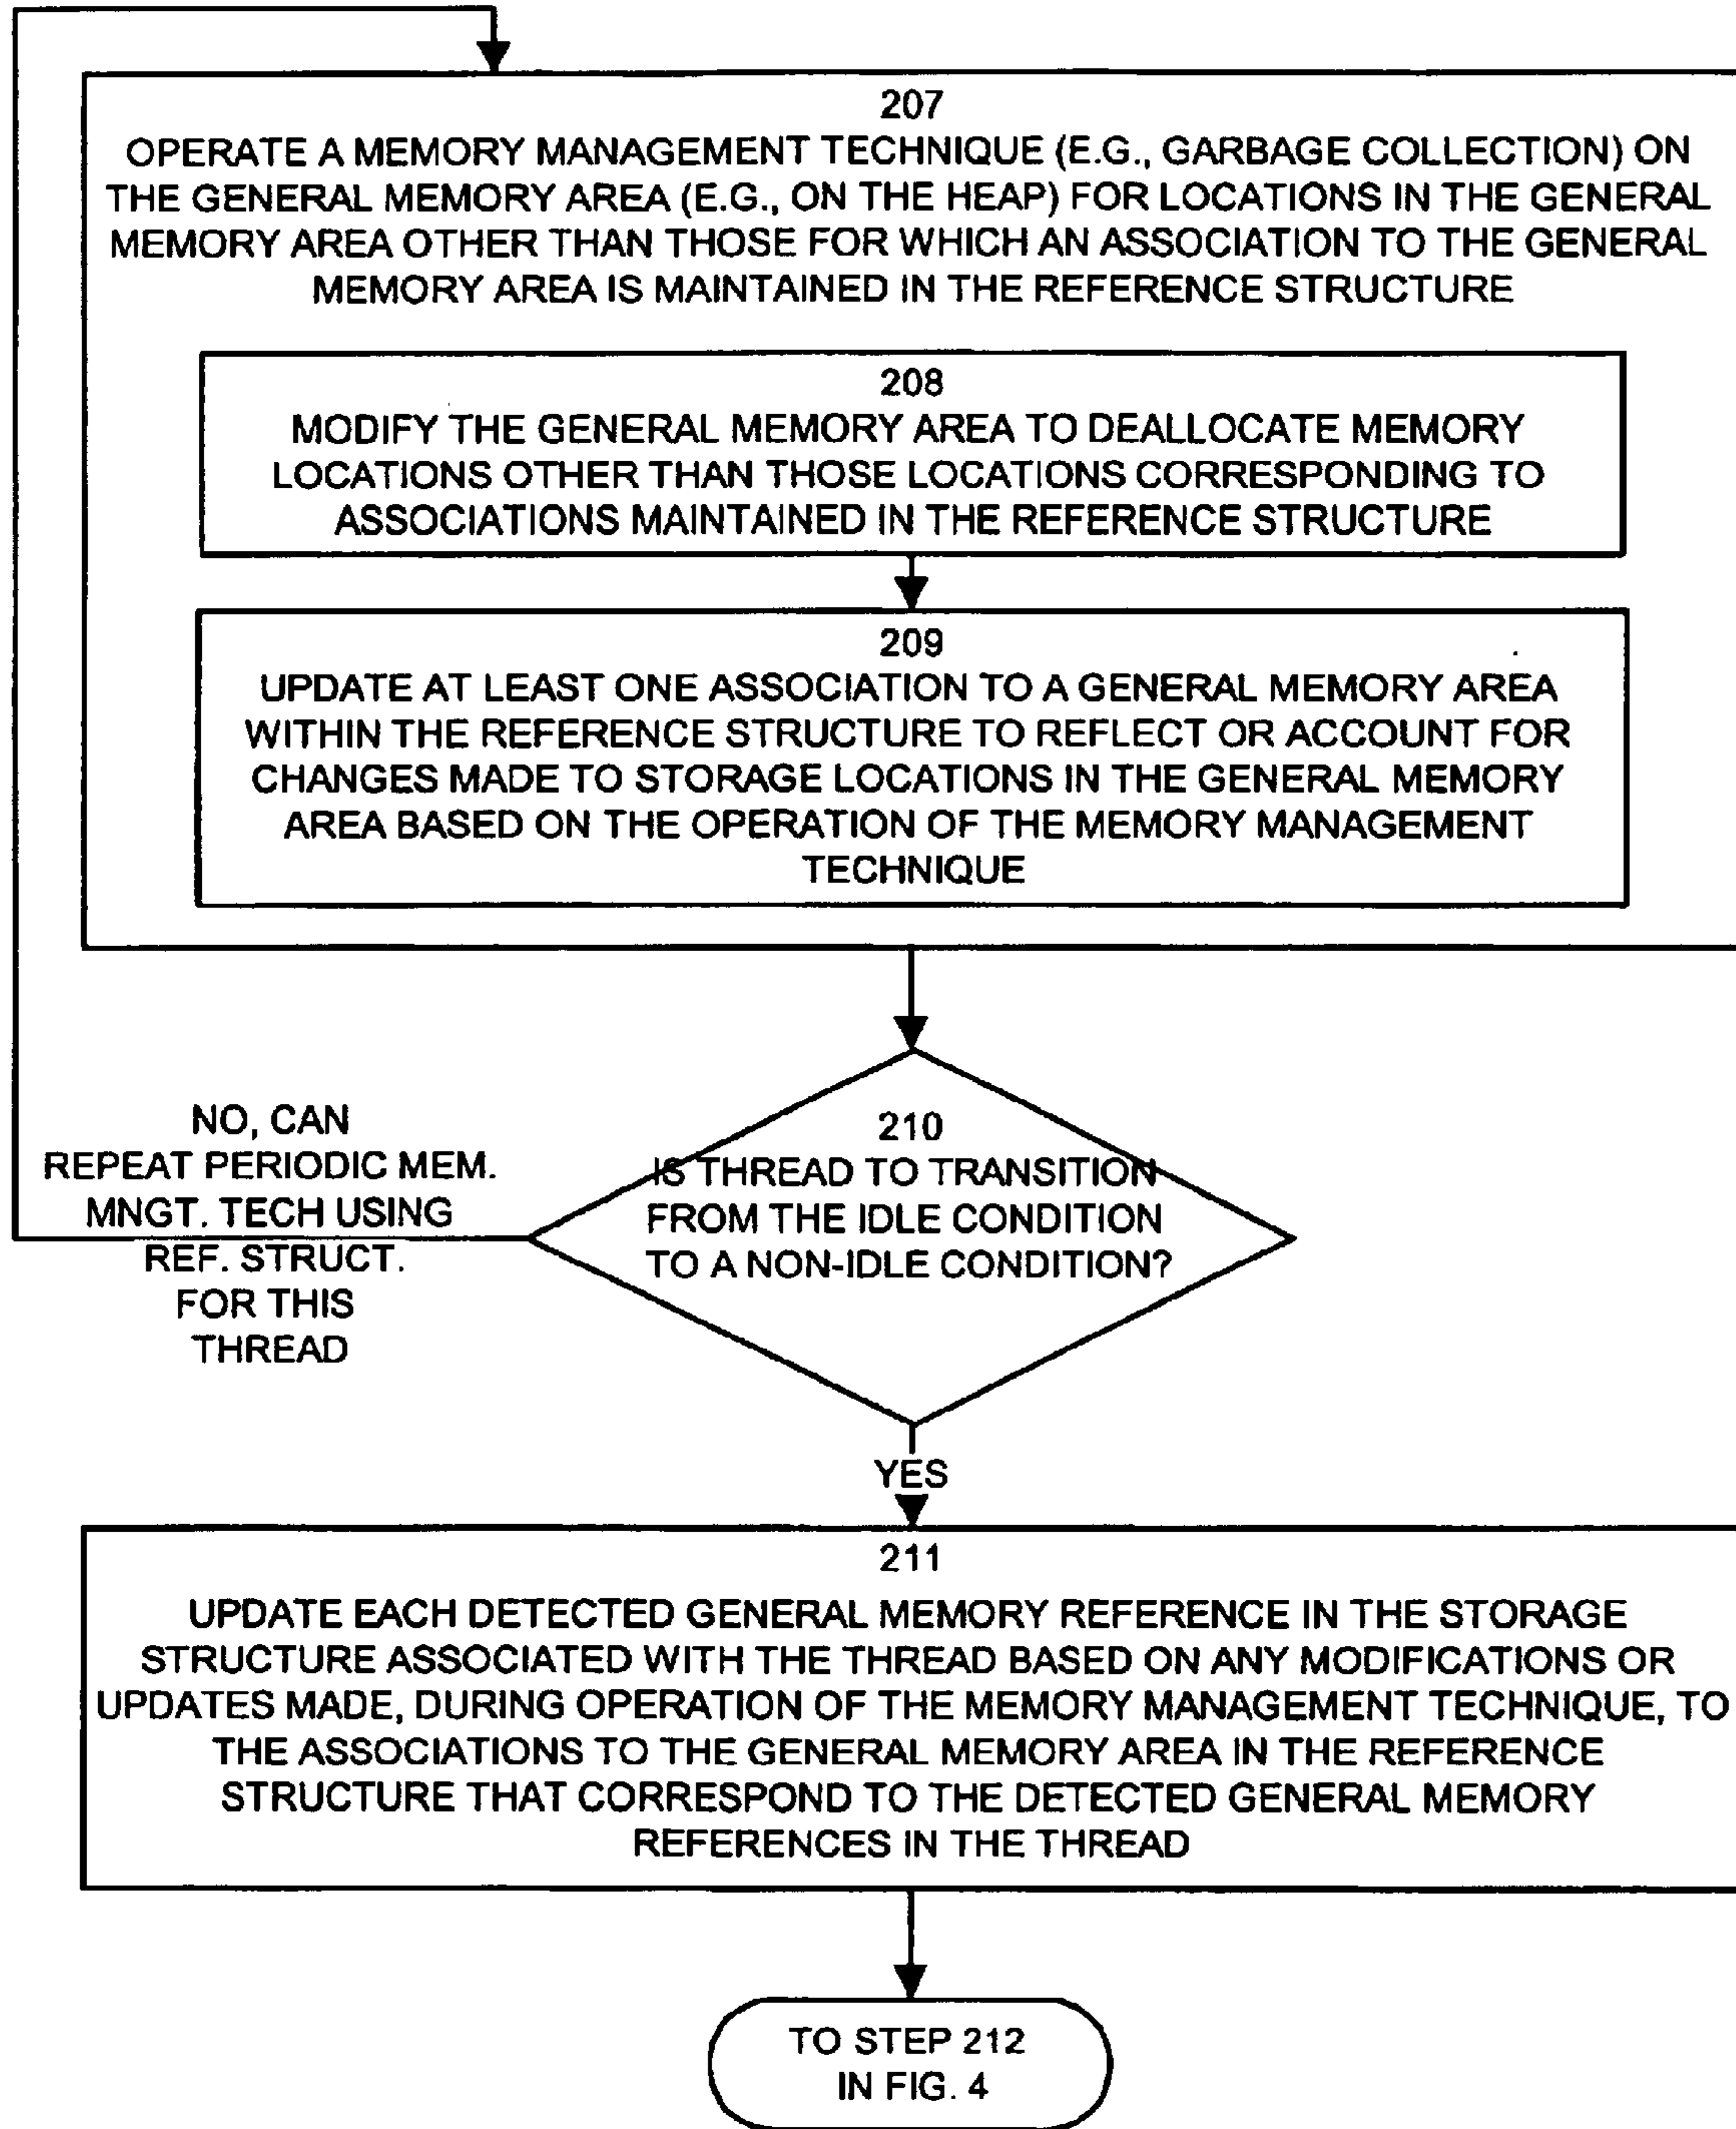 207
OPERATE A MEMORY MANAGEMENT TECHNIQUE (E.G., GARBAGE COLLECTION) ON
THE GENERAL MEMORY AREA (E.G., ON THE HEAP) FOR LOCATIONS IN THE GENERAL
MEMORY AREA OTHER THAN THOSE FOR WHICH AN ASSOCIATION TO THE GENERAL
MEMORY AREA IS MAINTAINED IN THE REFERENCE STRUCTURE
208
MODIFY THE GENERAL MEMORY AREA TO DEALLOCATE MEMORY
LOCATIONS OTHER THAN THOSE LOCATIONS CORRESPONDING TO
ASSOCIATIONS MAINTAINED IN THE REFERENCE STRUCTURE
209
UPDATE AT LEAST ONE ASSOCIATION TO A GENERAL MEMORY AREA
WITHIN THE REFERENCE STRUCTURE TO REFLECT OR ACCOUNT FOR
CHANGES MADE TO STORAGE LOCATIONS IN THE GENERAL MEMORY
AREA BASED ON THE OPERATION OF THE MEMORY MANAGEMENT
TECHNIQUE
210
IS THREAD TO TRANSITION
FROM THE IDLE CONDITION
TO A NON-IDLE CONDITION?
NO, CAN
REPEAT PERIODIC MEM.
MNGT. TECH USING
REF. STRUCT.
FOR THIS
THREAD
YES
211
UPDATE EACH DETECTED GENERAL MEMORY REFERENCE IN THE STORAGE
STRUCTURE ASSOCIATED WITH THE THREAD BASED ON ANY MODIFICATIONS OR
UPDATES MADE, DURING OPERATION OF THE MEMORY MANAGEMENT TECHNIQUE, TO
THE ASSOCIATIONS TO THE GENERAL MEMORY AREA IN THE REFERENCE
STRUCTURE THAT CORRESPOND TO THE DETECTED GENERAL MEMORY
REFERENCES IN THE THREAD
TO STEP 212
IN FIG. 4